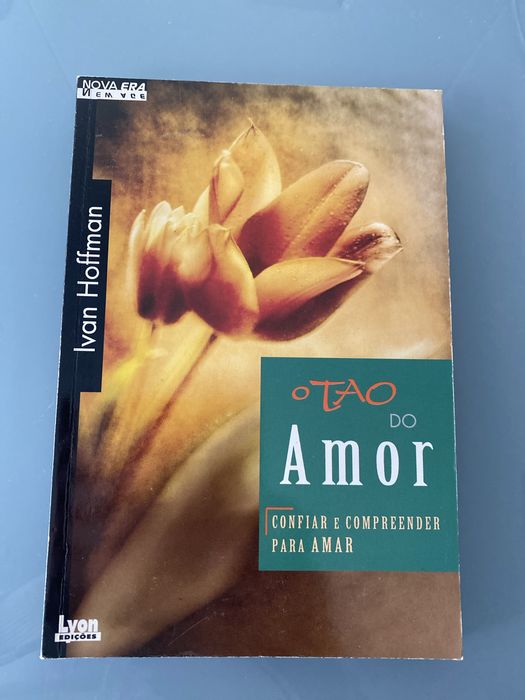 NOVA ERA
NEW AGE
Ivan Hoffman
O TAO
DO
Amor
CONFIAR E COMPREENDER
PARA AMAR
Lyon
EDIÇÕES